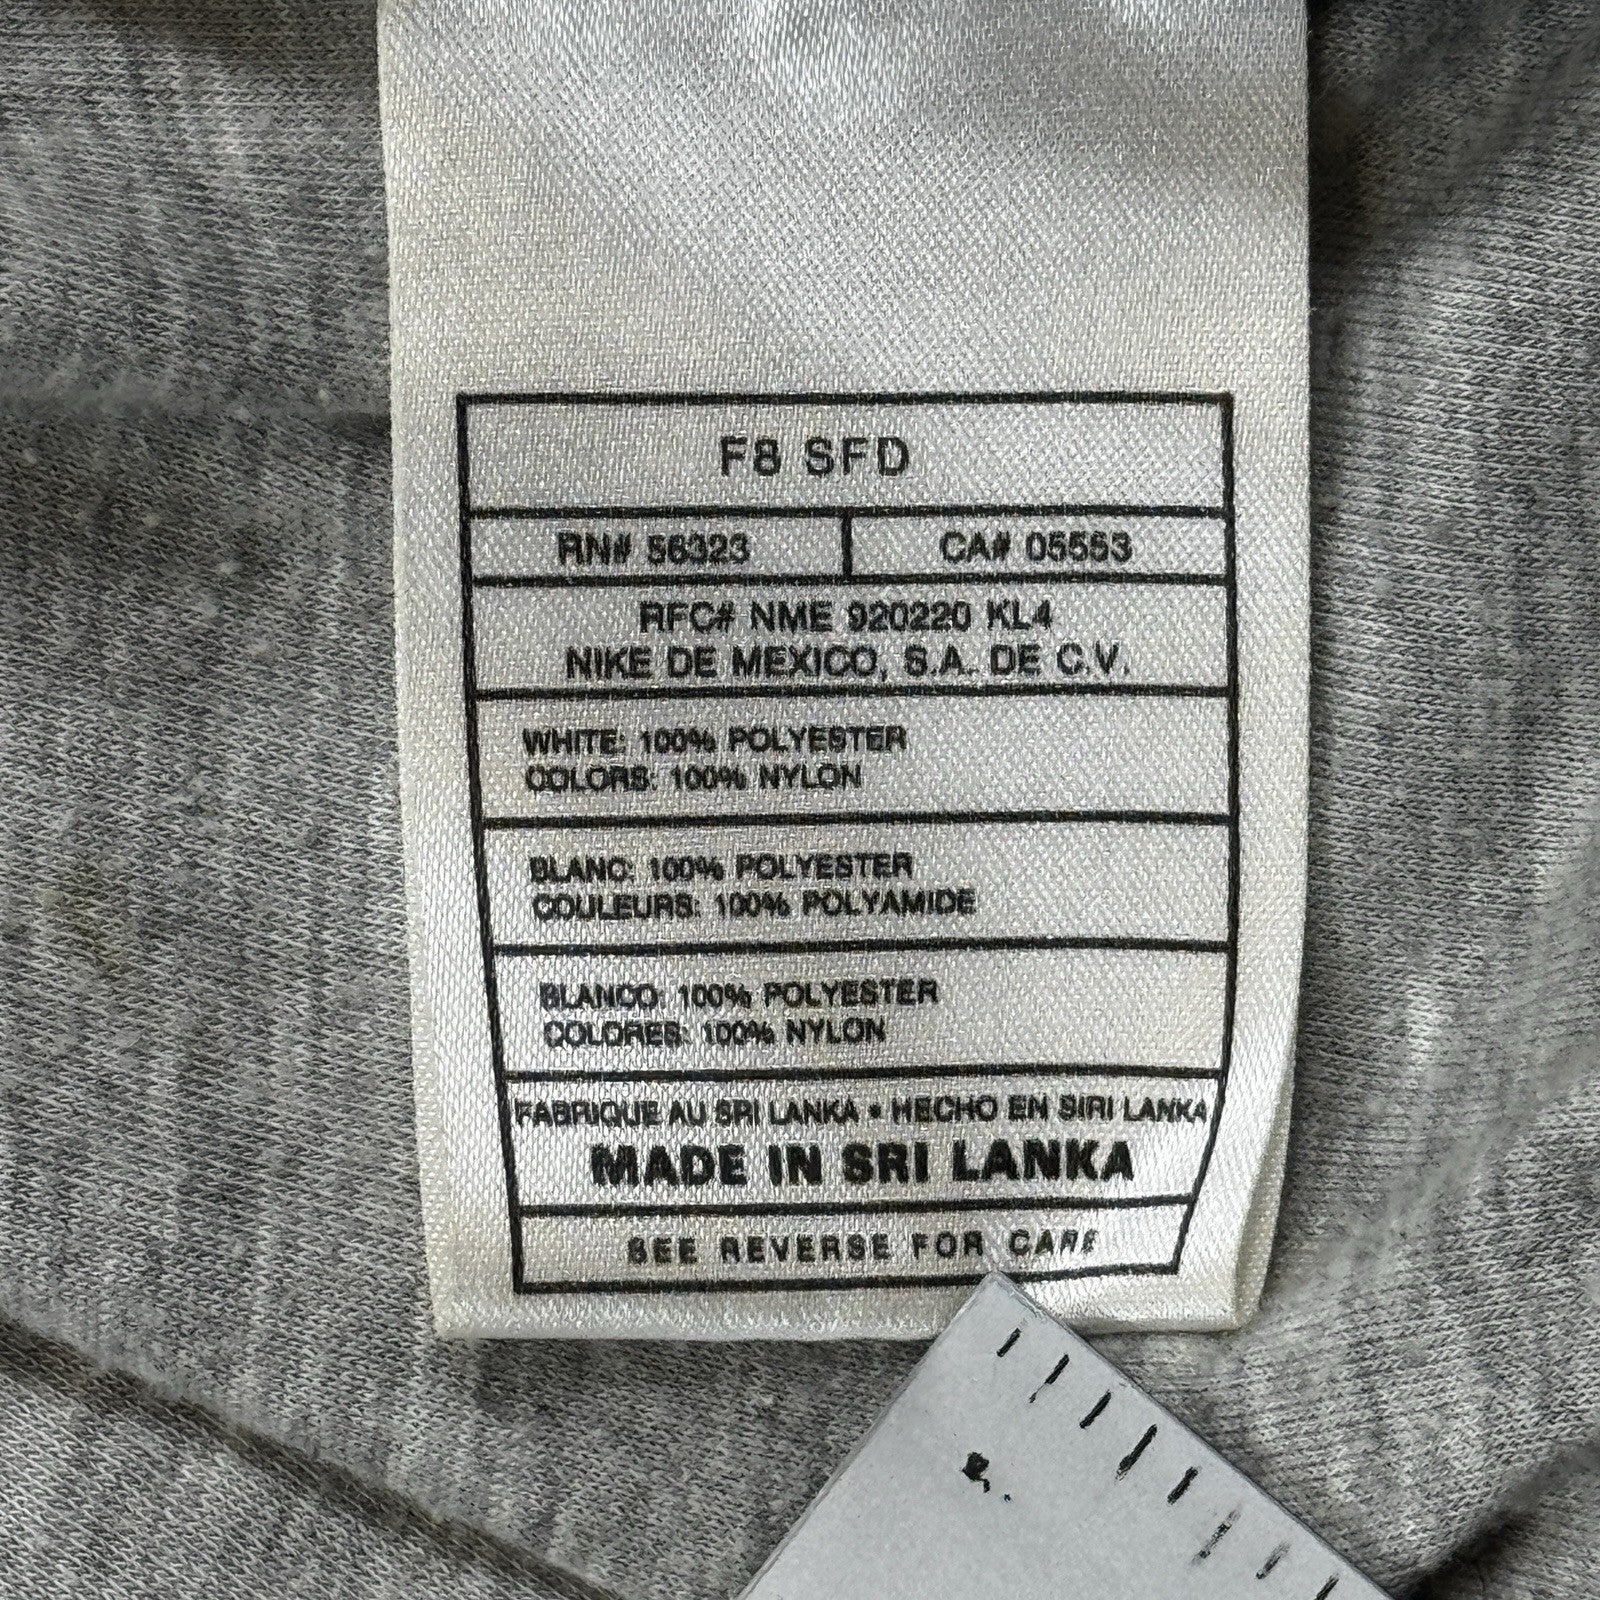 F8 SFD
RN# 56323
CA# 05553
RFC# NME 920220 KL4
NIKE DE MEXICO, S.A. DE C.V.
WHITE: 100% POLYESTER
COLORS: 100% NYLON
BLANC: 100% POLYESTER
COULEURS: 100% POLYAMIDE
BLANCO: 100% POLYESTER
COLORES: 100% NYLON
FABRIQUE AU SRI LANKA • HECHO EN SIRI LANKA
MADE IN SRI LANKA
SEE REVERSE FOR CARE